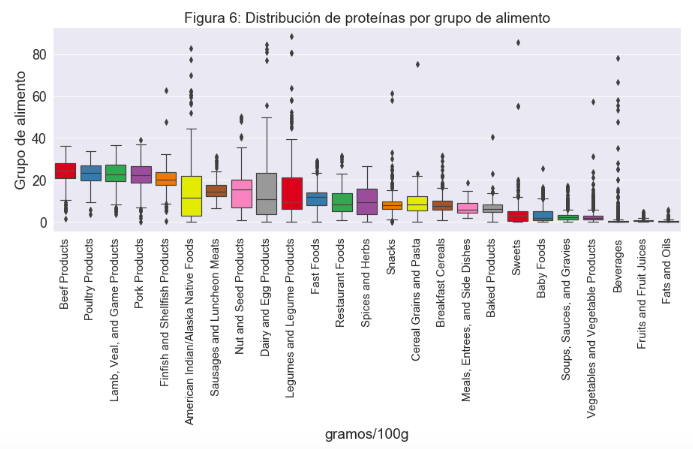 Figura 6: Distribución de proteínas por grupo de alimento
Grupo de alimento
80
60
40
20
0
Beef Products
Poultry Products
Lamb, Veal, and Game Products
Pork Products
Finfish and Shellfish Products
American Indian/Alaska Native Foods
Sausages and Luncheon Meats
Nut and Seed Products
Dairy and Egg Products
Legumes and Legume Products
Fast Foods
Restaurant Foods
Spices and Herbs
Snacks
Cereal Grains and Pasta
Breakfast Cereals
Meals, Entrees, and Side Dishes
Baked Products
Sweets
Baby Foods
Soups, Sauces, and Gravies
Vegetables and Vegetable Products
Beverages
Fruits and Fruit Juices
Fats and Oils
gramos/100g